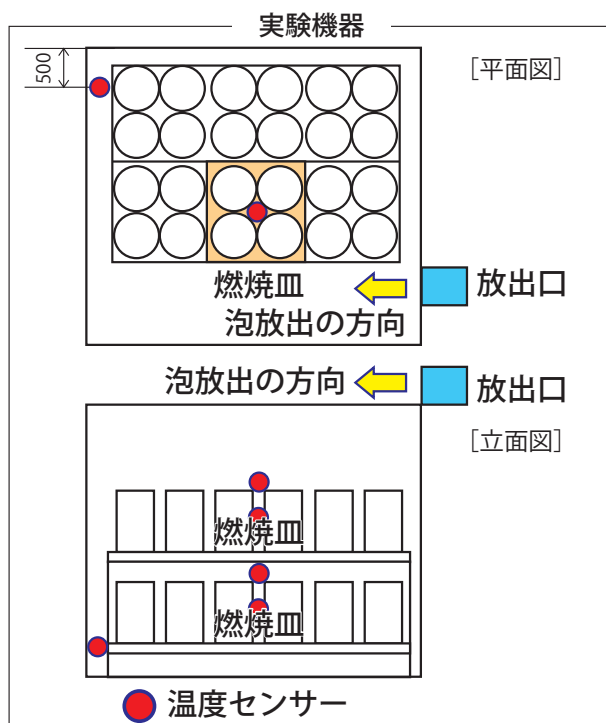 実験機器
500
［平面図］
燃焼皿
放出口
泡放出の方向
泡放出の方向
放出口
［立面図］
燃焼皿
燃焼皿
温度センサー